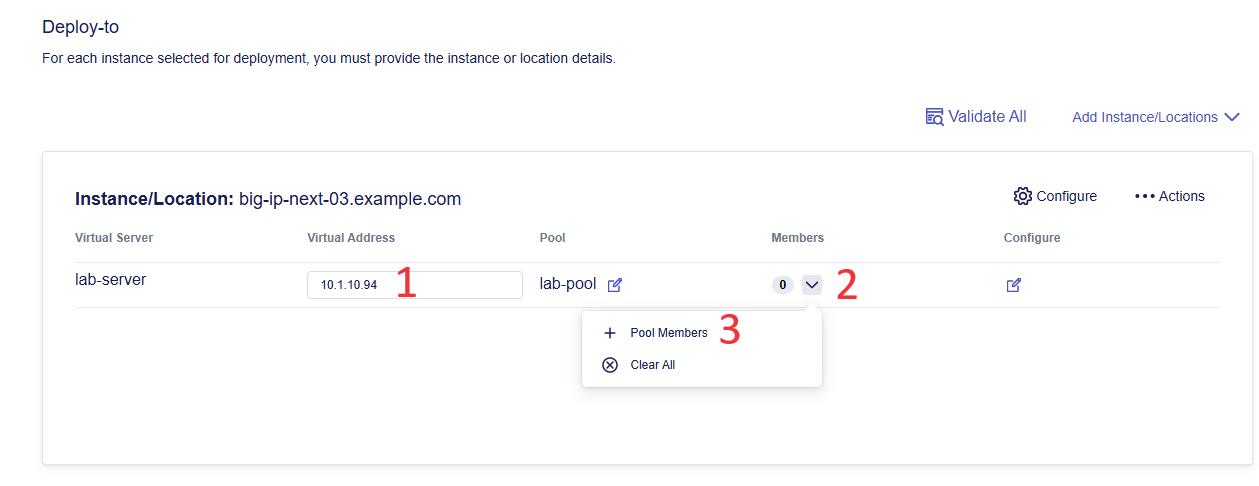 Deploy-to
For each instance selected for deployment, you must provide the instance or location details.
Validate All Add Instance/Locations
Instance/Location: big-ip-next-03.example.com Configure Actions
Virtual Server Virtual Address Pool Members Configure
lab-server 10.1.10.94 1 lab-pool 0 2
Pool Members 3
Clear All